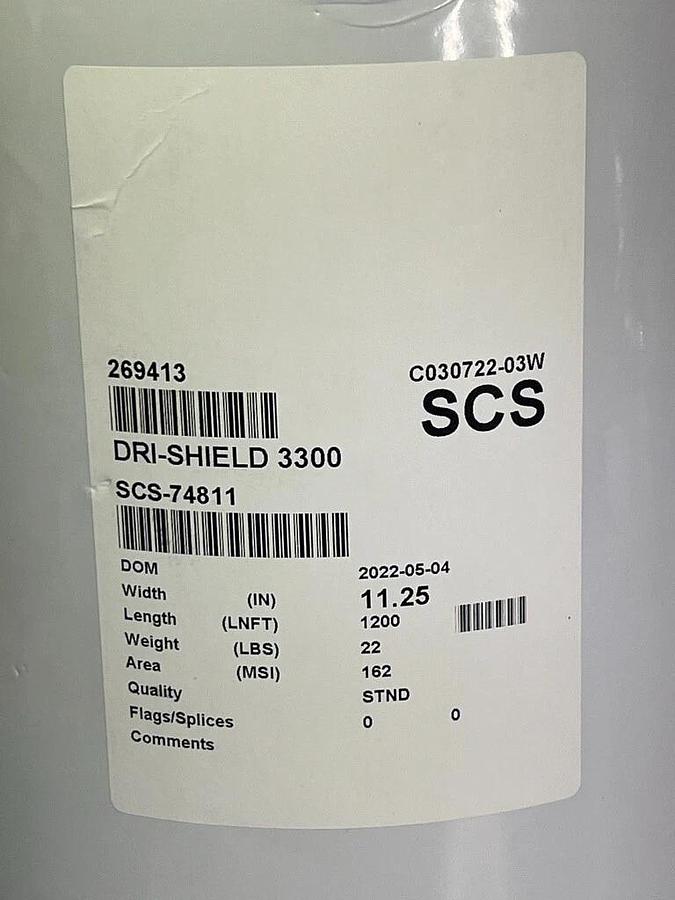 269413
C030722-03W
SCS
DRI-SHIELD 3300
SCS-74811
DOM 2022-05-04
Width (IN) 11.25
Length (LNFT) 1200
Weight (LBS) 22
Area (MSI) 162
Quality STND
Flags/Splices 0 0
Comments